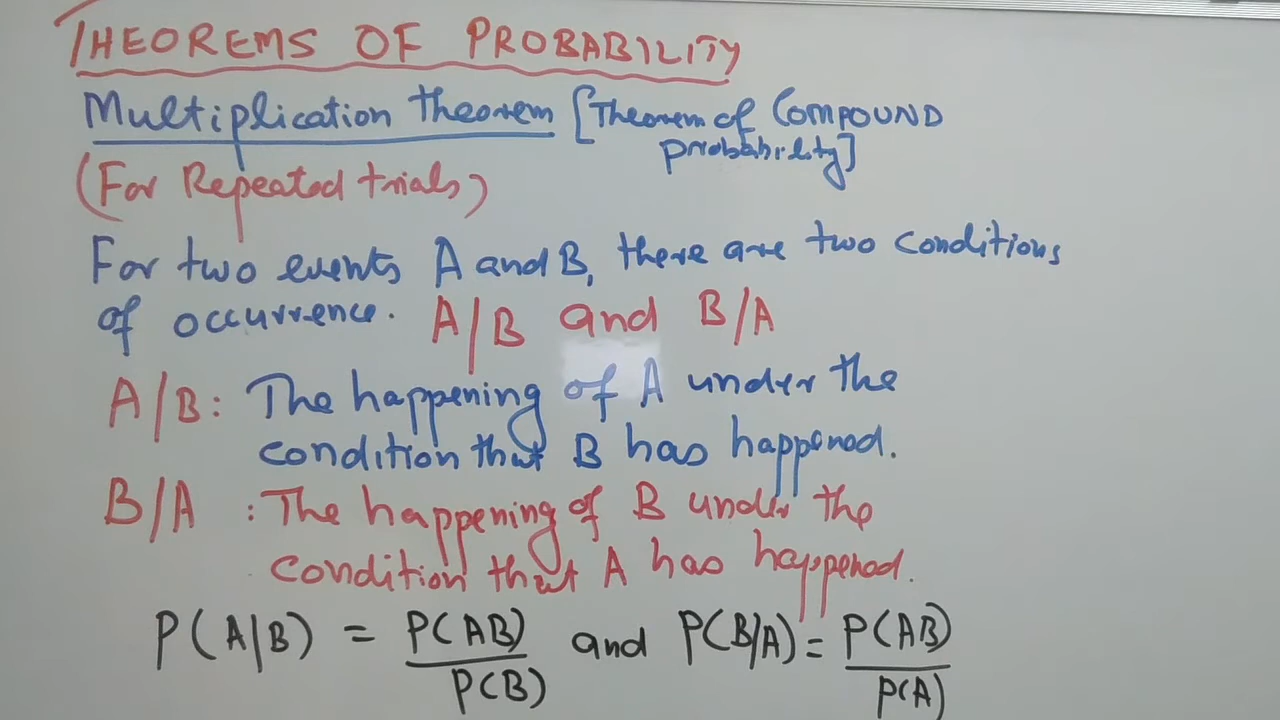 THEOREMS OF PROBABILITY
Multiplication theorem [Theorem of COMPOUND
probability]
(For Repeated trials)
For two events A and B, there are two conditions
of occurrence. A/B and B/A
A/B: The happening of A under the
condition that B has happened.
B/A : The happening of B under the
condition that A has happened.
P(A/B) = P(AB)/P(B) and P(B/A) = P(AB)/P(A)